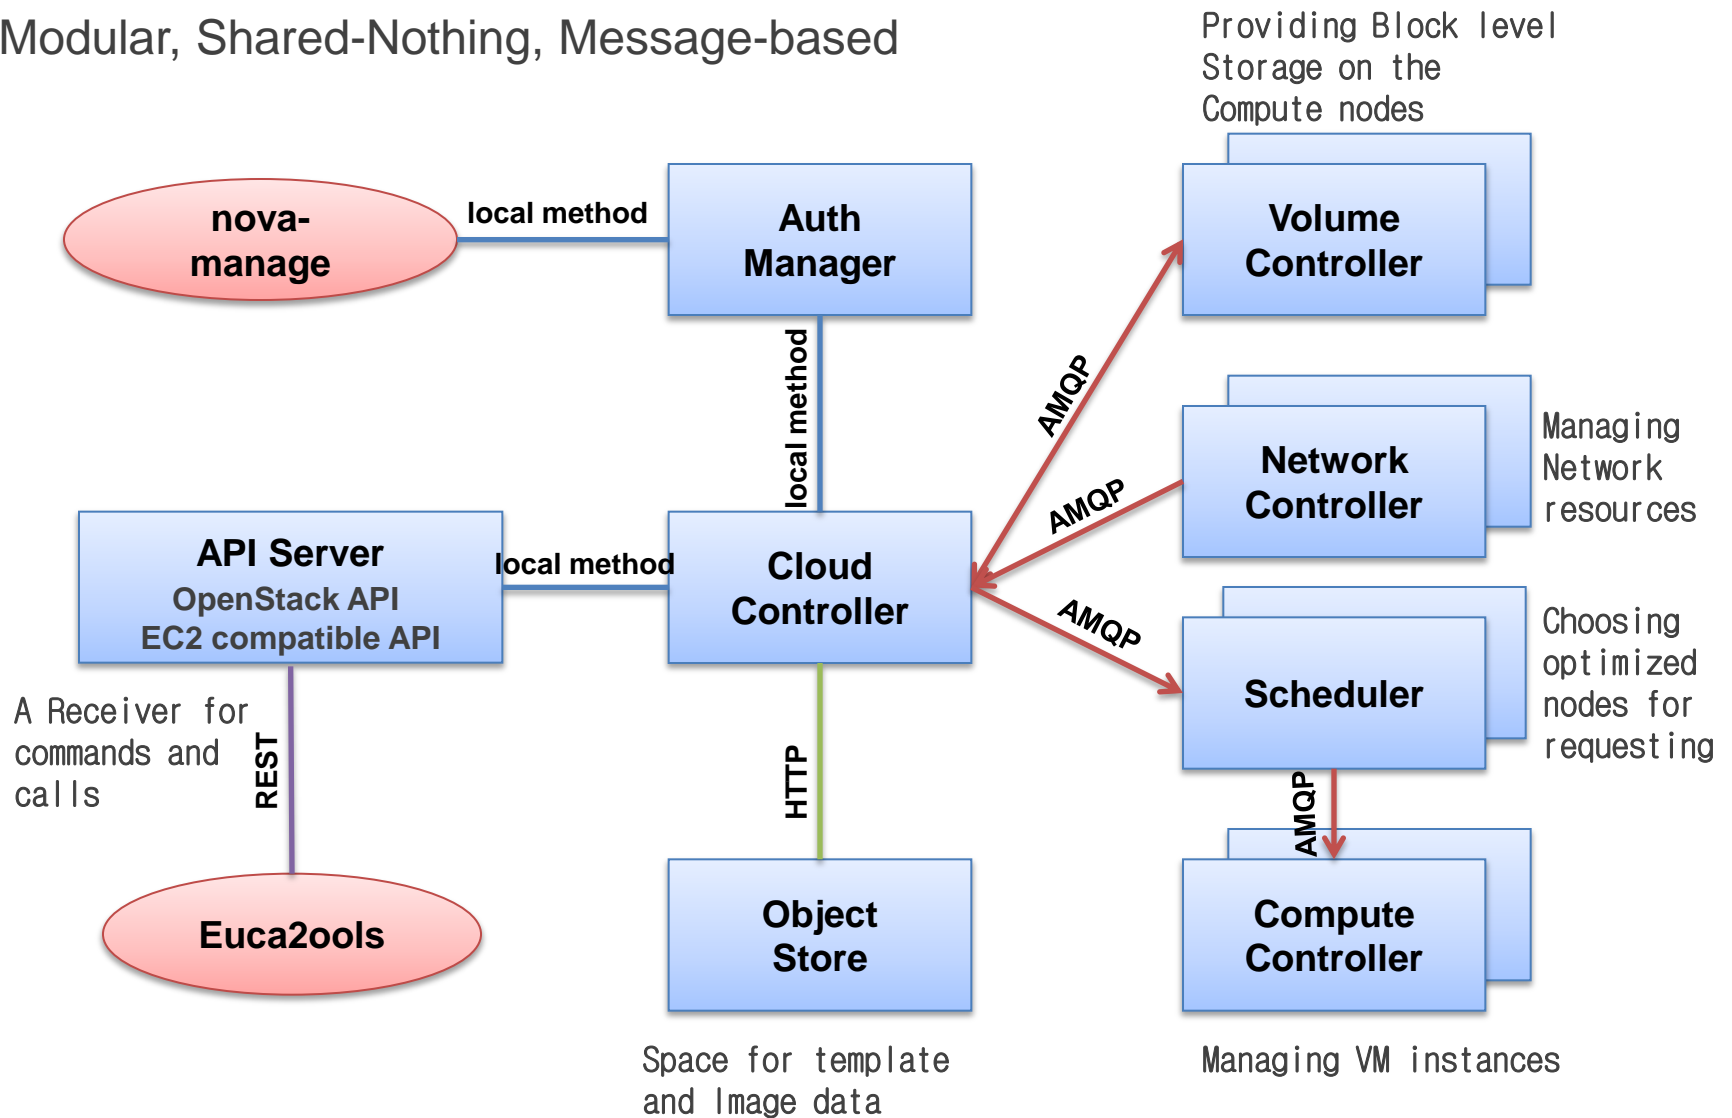 Modular, Shared-Nothing, Message-based
Providing Block level
Storage on the
Compute nodes
nova-
manage
local method
Auth
Manager
Volume
Controller
local method
AMQP
Network
Controller
Managing
Network
resources
AMQP
API Server
OpenStack API
EC2 compatible API
local method
Cloud
Controller
AMQP
Scheduler
Choosing
optimized
nodes for
requesting
A Receiver for
commands and
calls
REST
HTTP
AMQP
Euca2ools
Object
Store
Compute
Controller
Space for template
and Image data
Managing VM instances